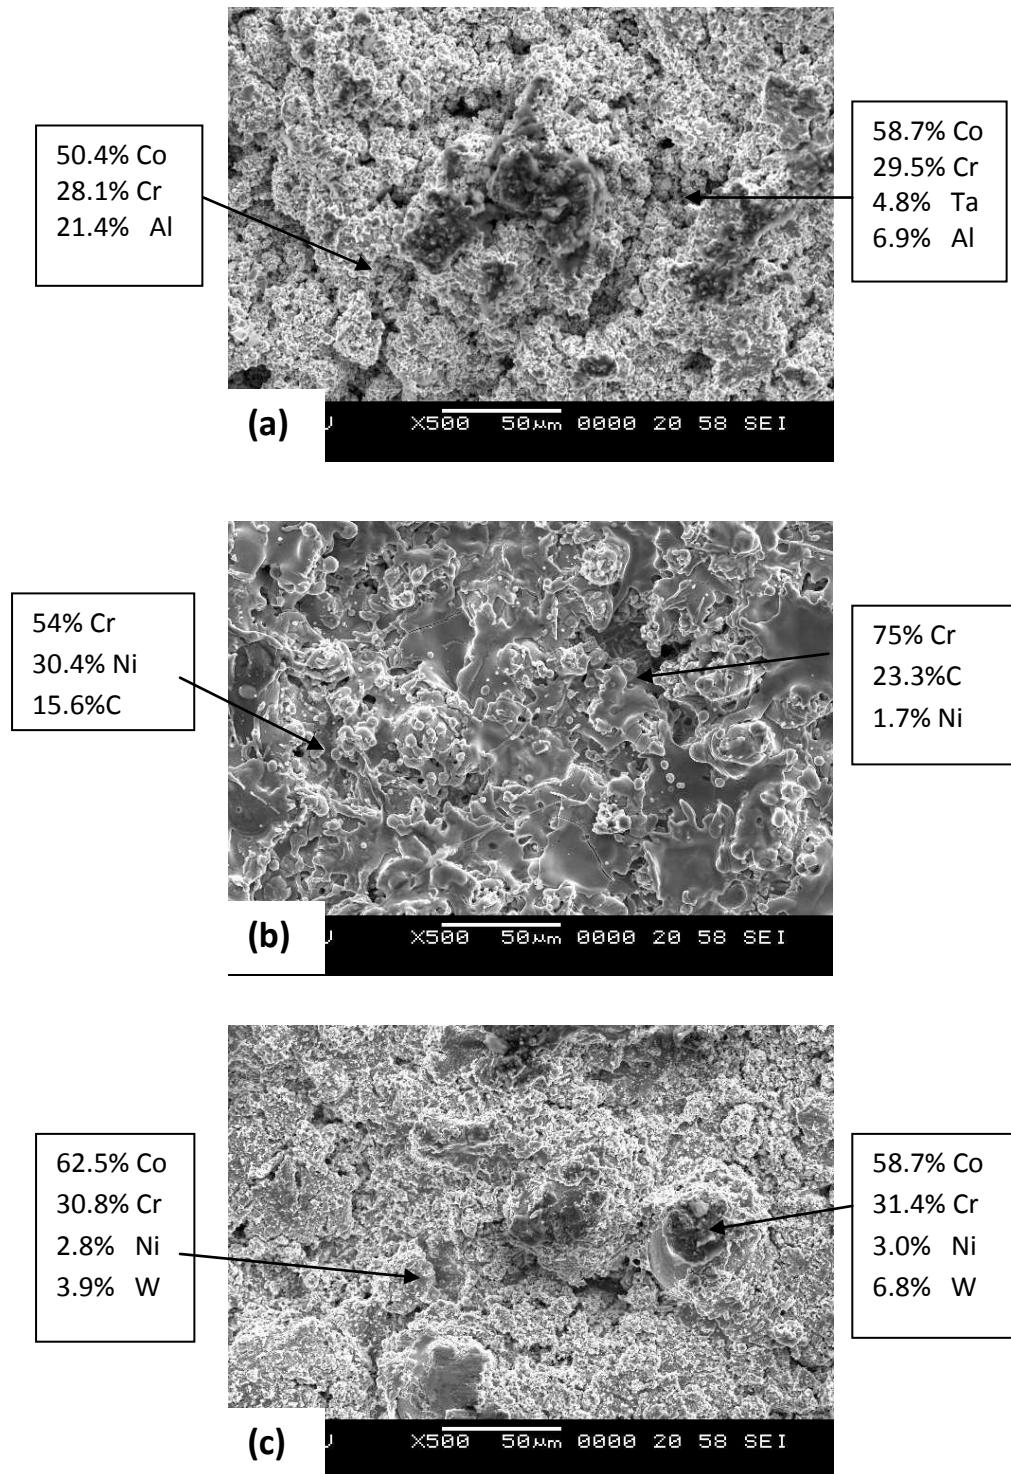 50.4% Co
28.1% Cr
21.4% Al
58.7% Co
29.5% Cr
4.8% Ta
6.9% Al
(a)
X500 50µm 0000 20 58 SEI
54% Cr
30.4% Ni
15.6%C
75% Cr
23.3%C
1.7% Ni
(b)
X500 50µm 0000 20 58 SEI
62.5% Co
30.8% Cr
2.8% Ni
3.9% W
58.7% Co
31.4% Cr
3.0% Ni
6.8% W
(c)
X500 50µm 0000 20 58 SEI